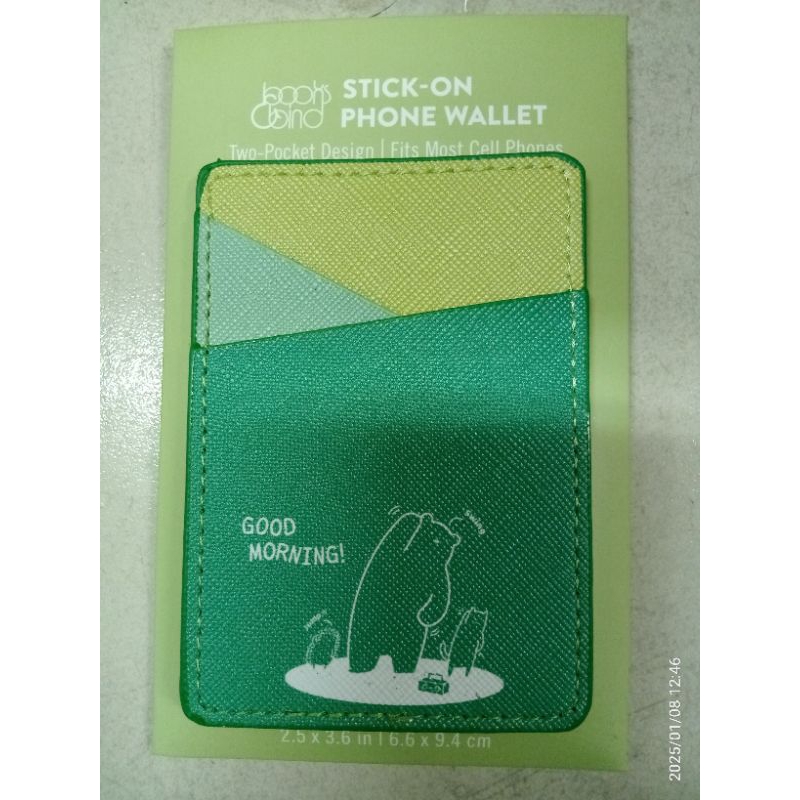 STICK-ON
PHONE WALLET
Two-Pocket Design | Fits Most Cell Phones
GOOD
MORNING!
2.5 x 3.6 in | 6.6 x 9.4 cm
2025/01/08 12:46